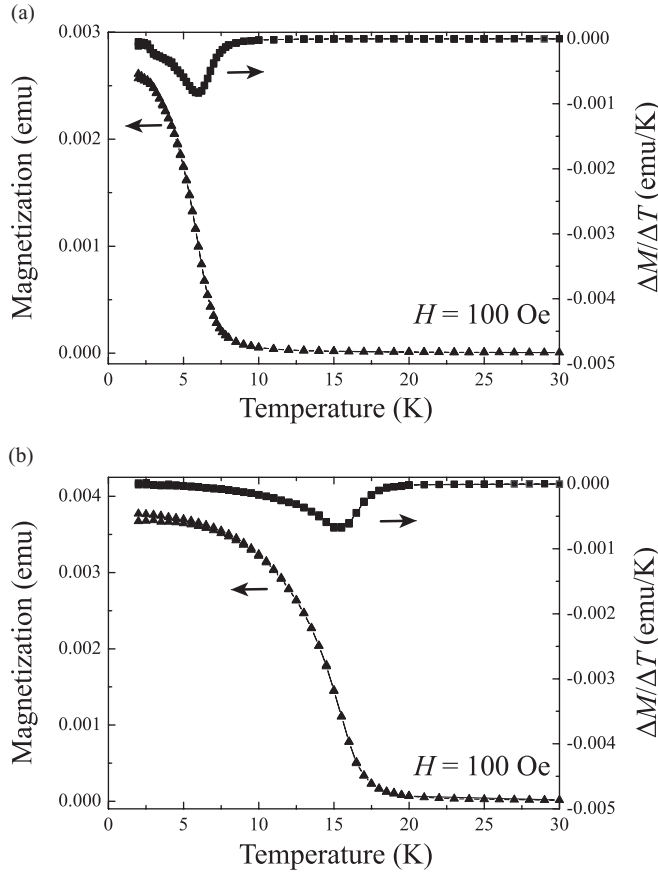 (a)
0.003
0.002
0.001
0.000
Magnetization (emu)
0.000
-0.001
-0.002
-0.003
-0.004
-0.005
ΔM/ΔT (emu/K)
H = 100 Oe
0 5 10 15 20 25 30
Temperature (K)
(b)
0.004
0.003
0.002
0.001
0.000
Magnetization (emu)
0.000
-0.001
-0.002
-0.003
-0.004
-0.005
ΔM/ΔT (emu/K)
H = 100 Oe
0 5 10 15 20 25 30
Temperature (K)